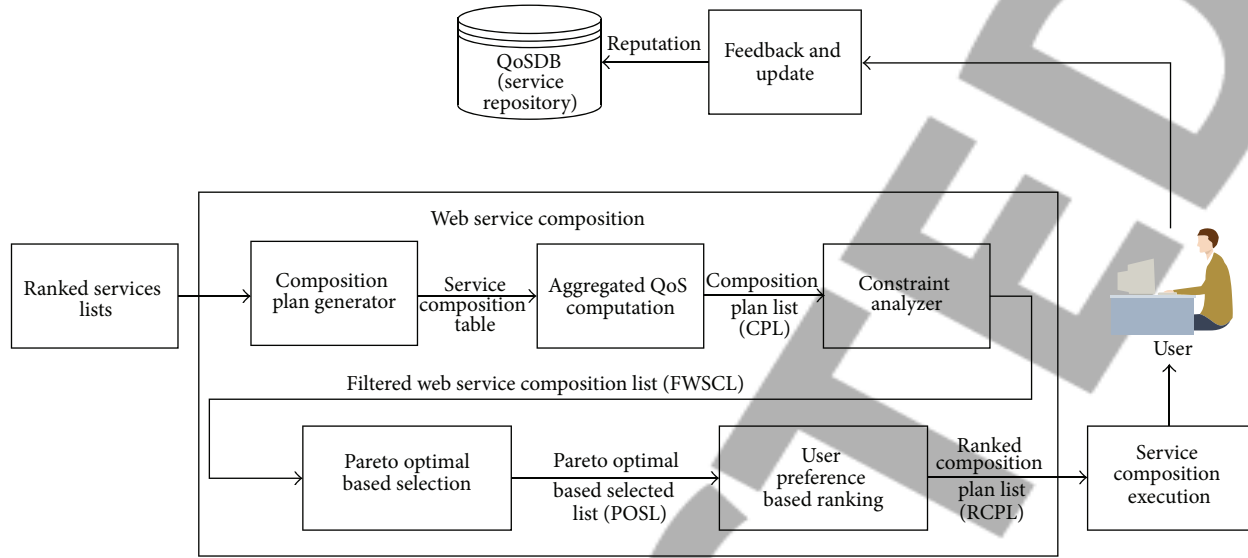 QoSDB
(service
repository)
Reputation
Feedback and
update
Web service composition
Ranked services
lists
Composition
plan generator
Service
composition
table
Aggregated QoS
computation
Composition
plan list
(CPL)
Constraint
analyzer
User
Filtered web service composition list (FWSCL)
Pareto optimal
based selection
Pareto optimal
based selected
list (POSL)
User
preference
based ranking
Ranked
composition
plan list
(RCPL)
Service
composition
execution
TED